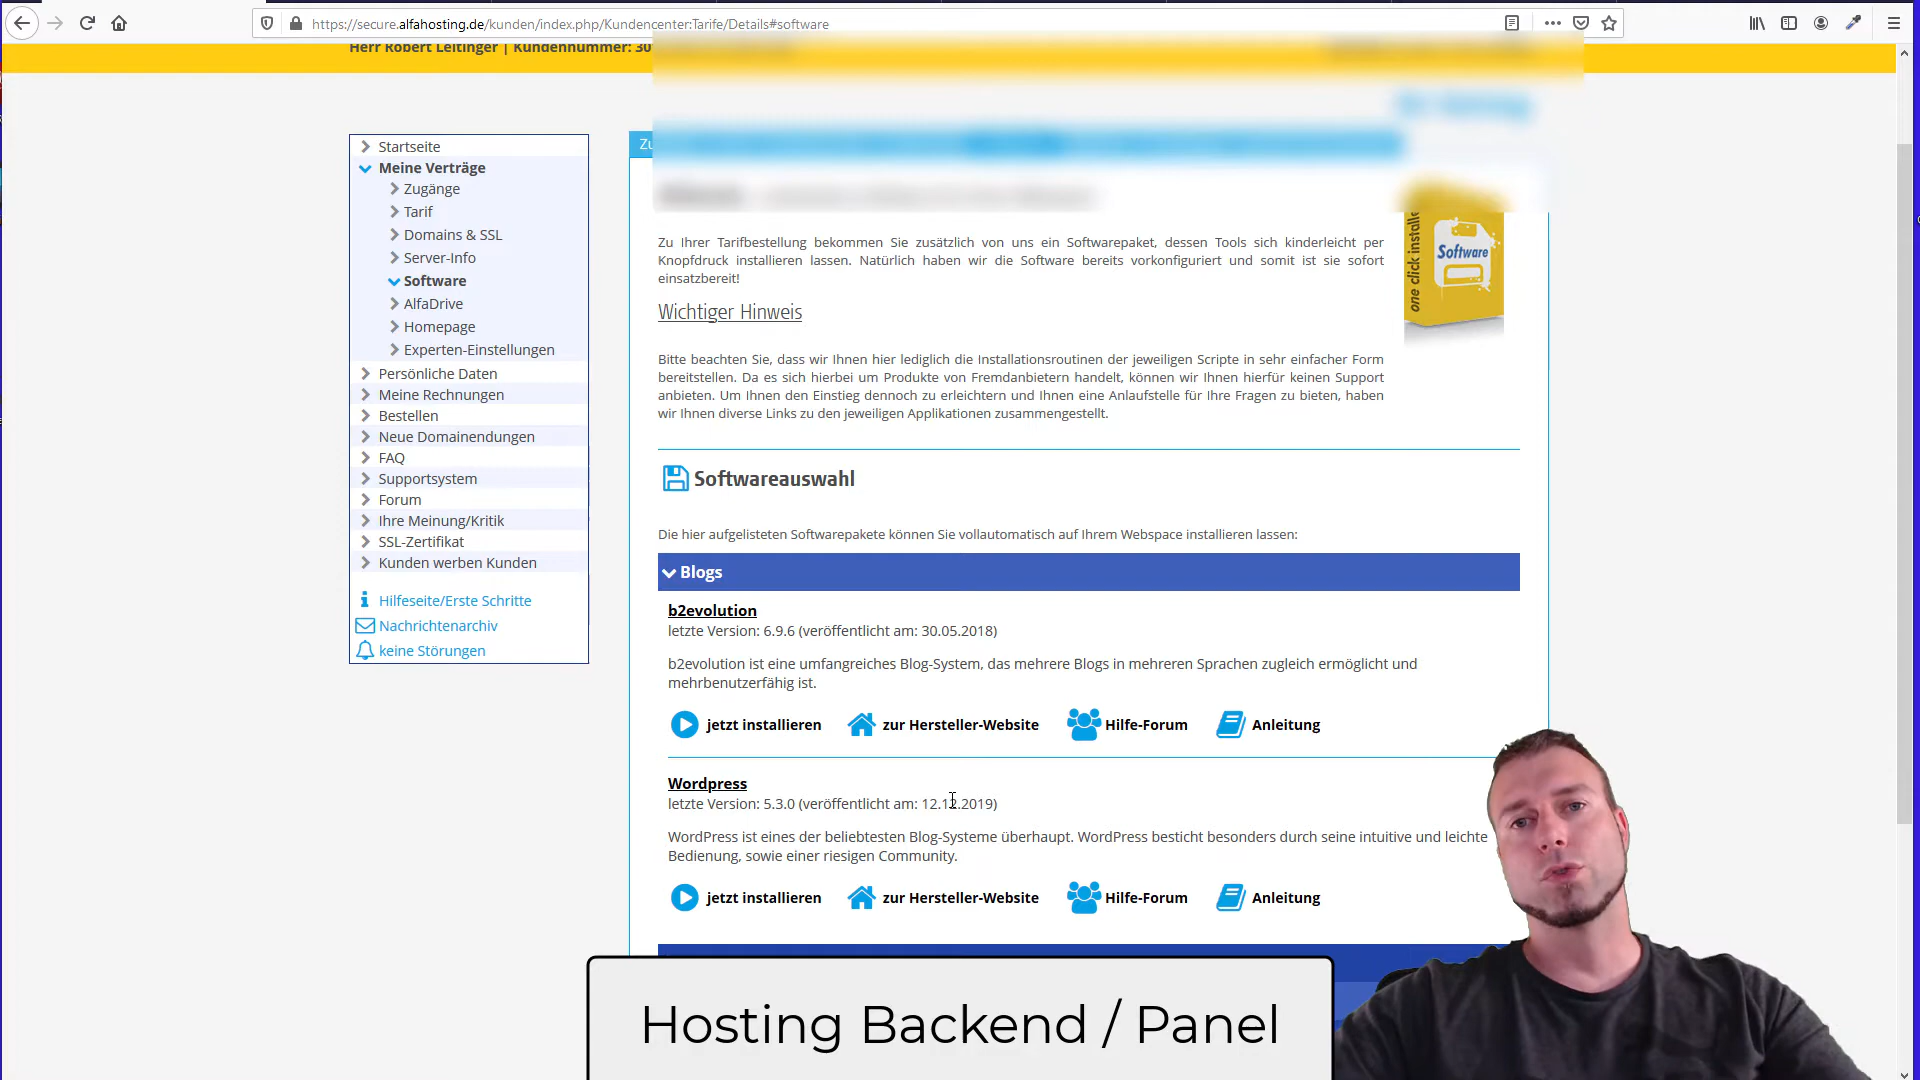 https://secure.alfahosting.de/kunden/index.php/Kundencenter:Tarife/Details#software
Herr Robert Leitinger | Kundennummer: 30
Startseite
Meine Verträge
Zugänge
Tarif
Domains & SSL
Server-Info
Software
AlfaDrive
Homepage
Experten-Einstellungen
Persönliche Daten
Meine Rechnungen
Bestellen
Neue Domainendungen
FAQ
Supportsystem
Forum
Ihre Meinung/Kritik
SSL-Zertifikat
Kunden werben Kunden
Hilfeseite/Erste Schritte
Nachrichtenarchiv
keine Störungen
Zu Ihrer Tarifbestellung bekommen Sie zusätzlich von uns ein Softwarepaket, dessen Tools sich kinderleicht per
Knopfdruck installieren lassen. Natürlich haben wir die Software bereits vorkonfiguriert und somit ist sie sofort
einsatzbereit!
one click installe
Software
Wichtiger Hinweis
Bitte beachten Sie, dass wir Ihnen hier lediglich die Installationsroutinen der jeweiligen Scripte in sehr einfacher Form
bereitstellen. Da es sich hierbei um Produkte von Fremdanbietern handelt, können wir Ihnen hierfür keinen Support
anbieten. Um Ihnen den Einstieg dennoch zu erleichtern und Ihnen eine Anlaufstelle für Ihre Fragen zu bieten, haben
wir Ihnen diverse Links zu den jeweiligen Applikationen zusammengestellt.
Softwareauswahl
Die hier aufgelisteten Softwarepakete können Sie vollautomatisch auf Ihrem Webspace installieren lassen:
Blogs
b2evolution
letzte Version: 6.9.6 (veröffentlicht am: 30.05.2018)
b2evolution ist eine umfangreiches Blog-System, das mehrere Blogs in mehreren Sprachen zugleich ermöglicht und
mehrbenutzerfähig ist.
jetzt installieren zur Hersteller-Website Hilfe-Forum Anleitung
Wordpress
letzte Version: 5.3.0 (veröffentlicht am: 12.12.2019)
WordPress ist eines der beliebtesten Blog-Systeme überhaupt. WordPress besticht besonders durch seine intuitive und leichte
Bedienung, sowie einer riesigen Community.
jetzt installieren zur Hersteller-Website Hilfe-Forum Anleitung
Hosting Backend / Panel